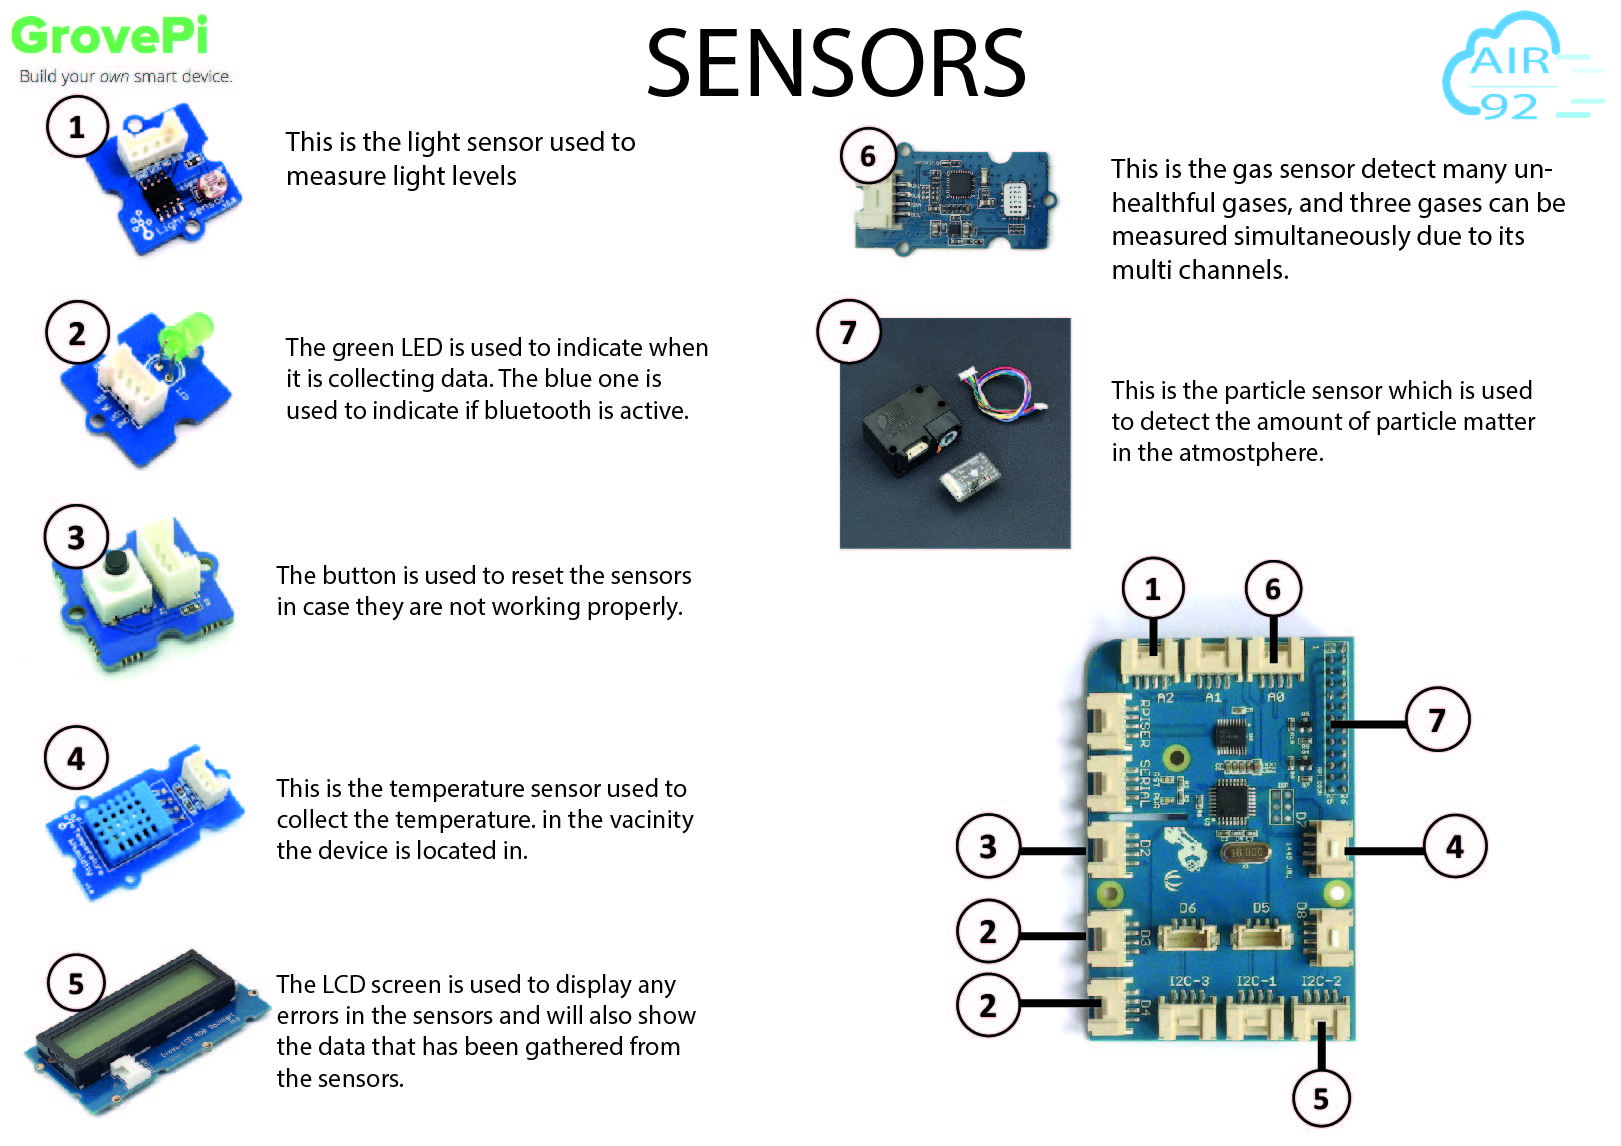 GrovePi
Build your own smart device.
SENSORS
AIR
92
1
This is the light sensor used to
measure light levels
2
The green LED is used to indicate when
it is collecting data. The blue one is
used to indicate if bluetooth is active.
3
The button is used to reset the sensors
in case they are not working properly.
4
This is the temperature sensor used to
collect the temperature. in the vacinity
the device is located in.
5
The LCD screen is used to display any
errors in the sensors and will also show
the data that has been gathered from
the sensors.
6
This is the gas sensor detect many un-
healthful gases, and three gases can be
measured simultaneously due to its
multi channels.
7
This is the particle sensor which is used
to detect the amount of particle matter
in the atmostphere.
Light Sensor
LED
Temperature
1
6
A2
A1
A0
7
RPISER
SERIAL
3
D2
16.000
D7
4
2
D3
D6
D5
D8
2
D4
I2C-3
I2C-1
I2C-2
5